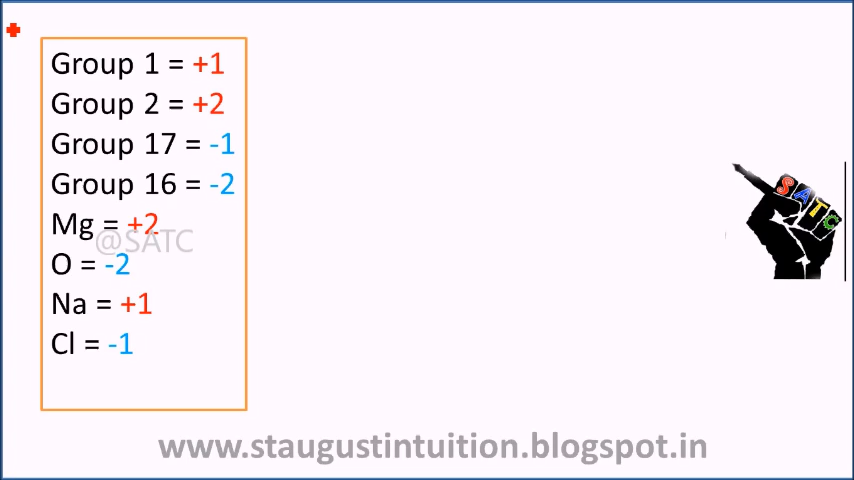 Group 1 = +1
Group 2 = +2
Group 17 = -1
Group 16 = -2
Mg = +2
@SATC
O = -2
Na = +1
Cl = -1
SATC
www.staugustintuition.blogspot.in